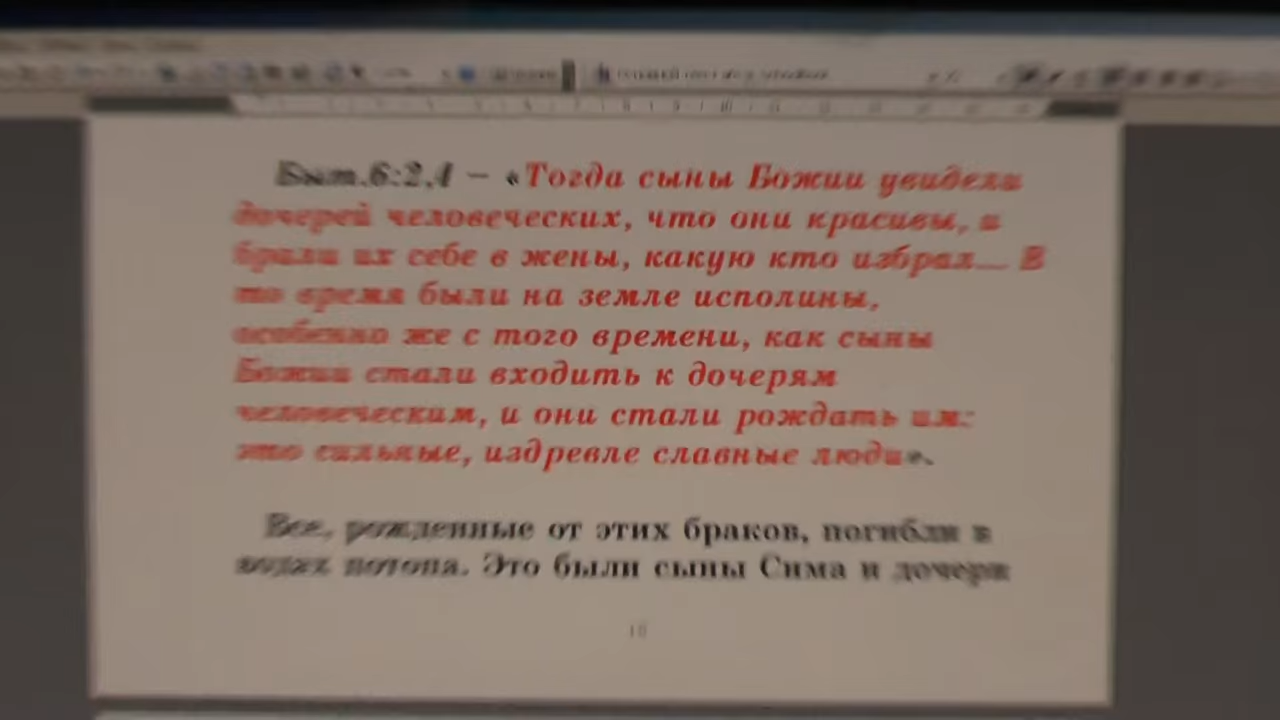 Быт.6:2,4 – «Тогда сыны Божии увидели
дочерей человеческих, что они красивы, и
брали их себе в жены, какую кто избрал... В
то время были на земле исполины,
особенно же с того времени, как сыны
Божии стали входить к дочерям
человеческим, и они стали рождать им:
это сильные, издревле славные люди».
Все, рожденные от этих браков, погибли в
водах потопа. Это были сыны Сима и дочери